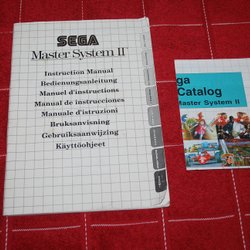 SEGA
Master System II™
Instruction Manual
Bedienungsanleitung
Manuel d'instructions
Manual de instrucciones
Manuale d'istruzioni
Bruksanvisning
Gebruiksaanwijzing
Käyttöohjeet
ga
Catalog
Master System II